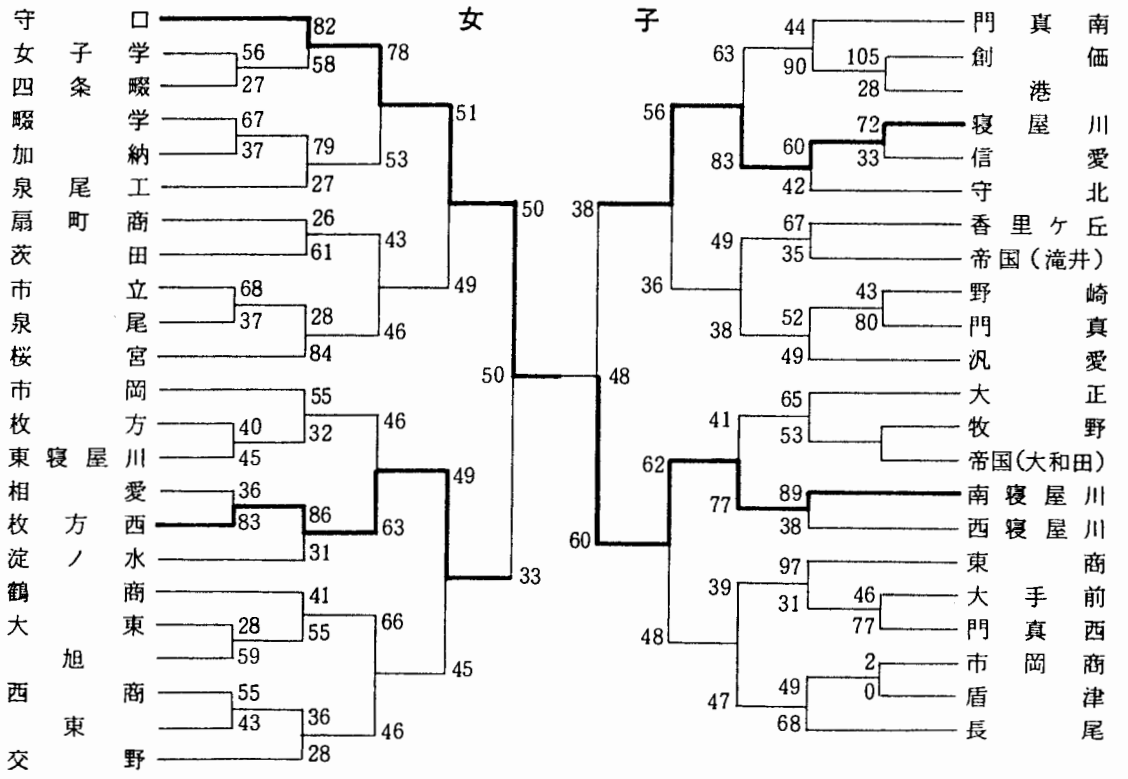 女子
守口
82
女子学
56
58
78
四条畷
27
畷学
67
51
加納
37
79
53
泉尾工
27
扇町商
26
50
茨田
61
43
市立
68
49
泉尾
37
28
46
桜宮
84
50
市岡
55
枚方
40
32
46
東寝屋川
45
相愛
36
49
枚方西
83
86
63
淀ノ水
31
33
鶴商
41
大東
28
55
66
旭
59
45
西商
55
東
43
36
46
交野
28
44
門真南
63
105
創価
90
28
港
56
72
寝屋川
60
33
信愛
83
42
守北
38
67
香里ケ丘
49
35
帝国(滝井)
36
43
野崎
52
80
門真
38
49
汎愛
48
65
大正
41
53
牧野
帝国(大和田)
62
89
南寝屋川
77
38
西寝屋川
60
97
東商
39
31
46
大手前
77
門真西
48
2
市岡商
49
0
盾津
47
68
長尾